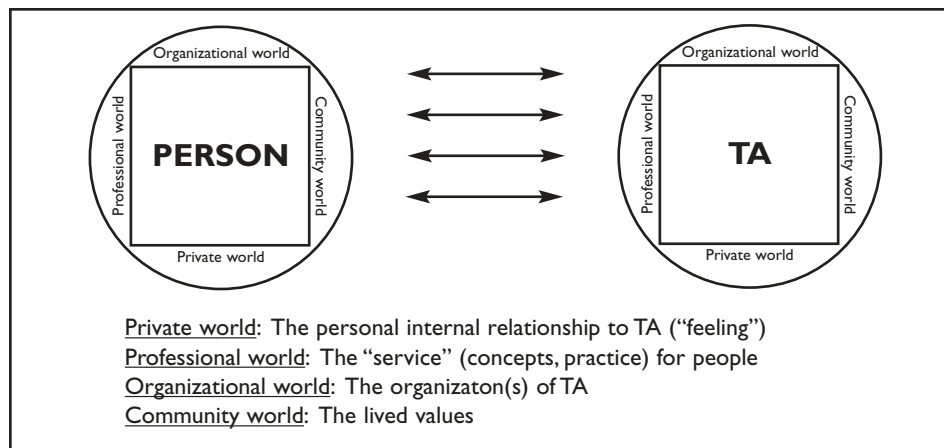 Organizational world
Professional world
PERSON
Community world
Private world
Organizational world
Professional world
TA
Community world
Private world
Private world: The personal internal relationship to TA (“feeling”)
Professional world: The “service” (concepts, practice) for people
Organizational world: The organizaton(s) of TA
Community world: The lived values